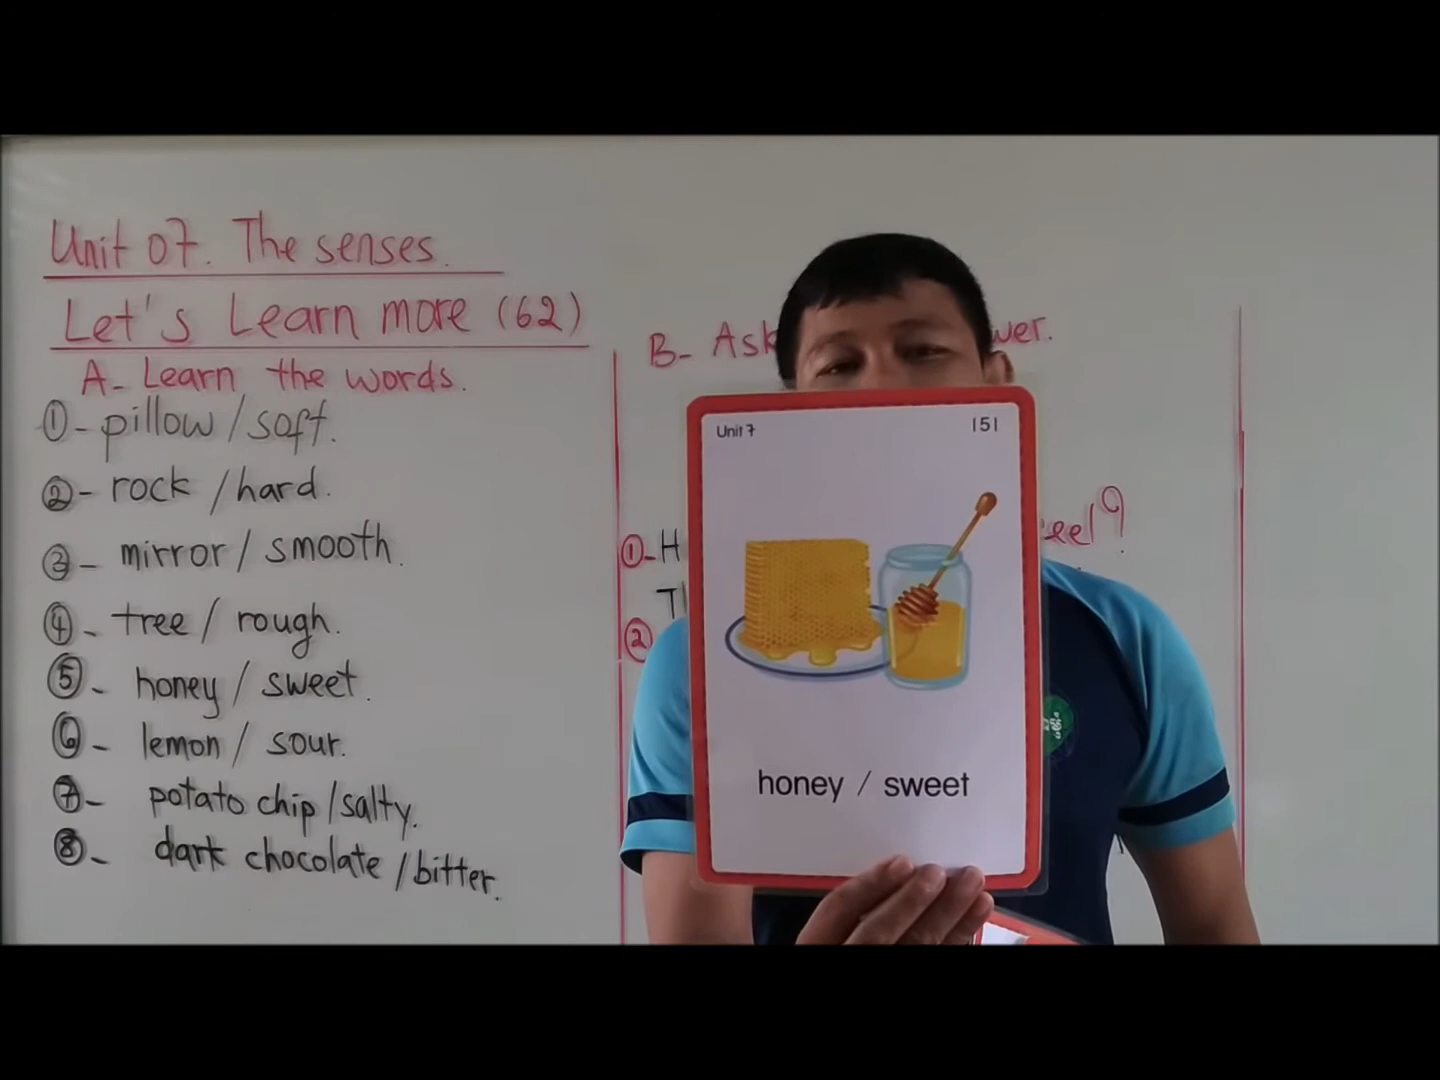 Unit 07. The senses.
Let's Learn more (62)
A- Learn the words.
① - pillow / soft.
② - rock / hard.
③ - mirror / smooth.
④ - tree / rough.
⑤ - honey / sweet.
⑥ - lemon / sour.
⑦ - potato chip / salty.
⑧ - dark chocolate / bitter.
B- Ask
①-H
②
Unit 7
151
honey / sweet